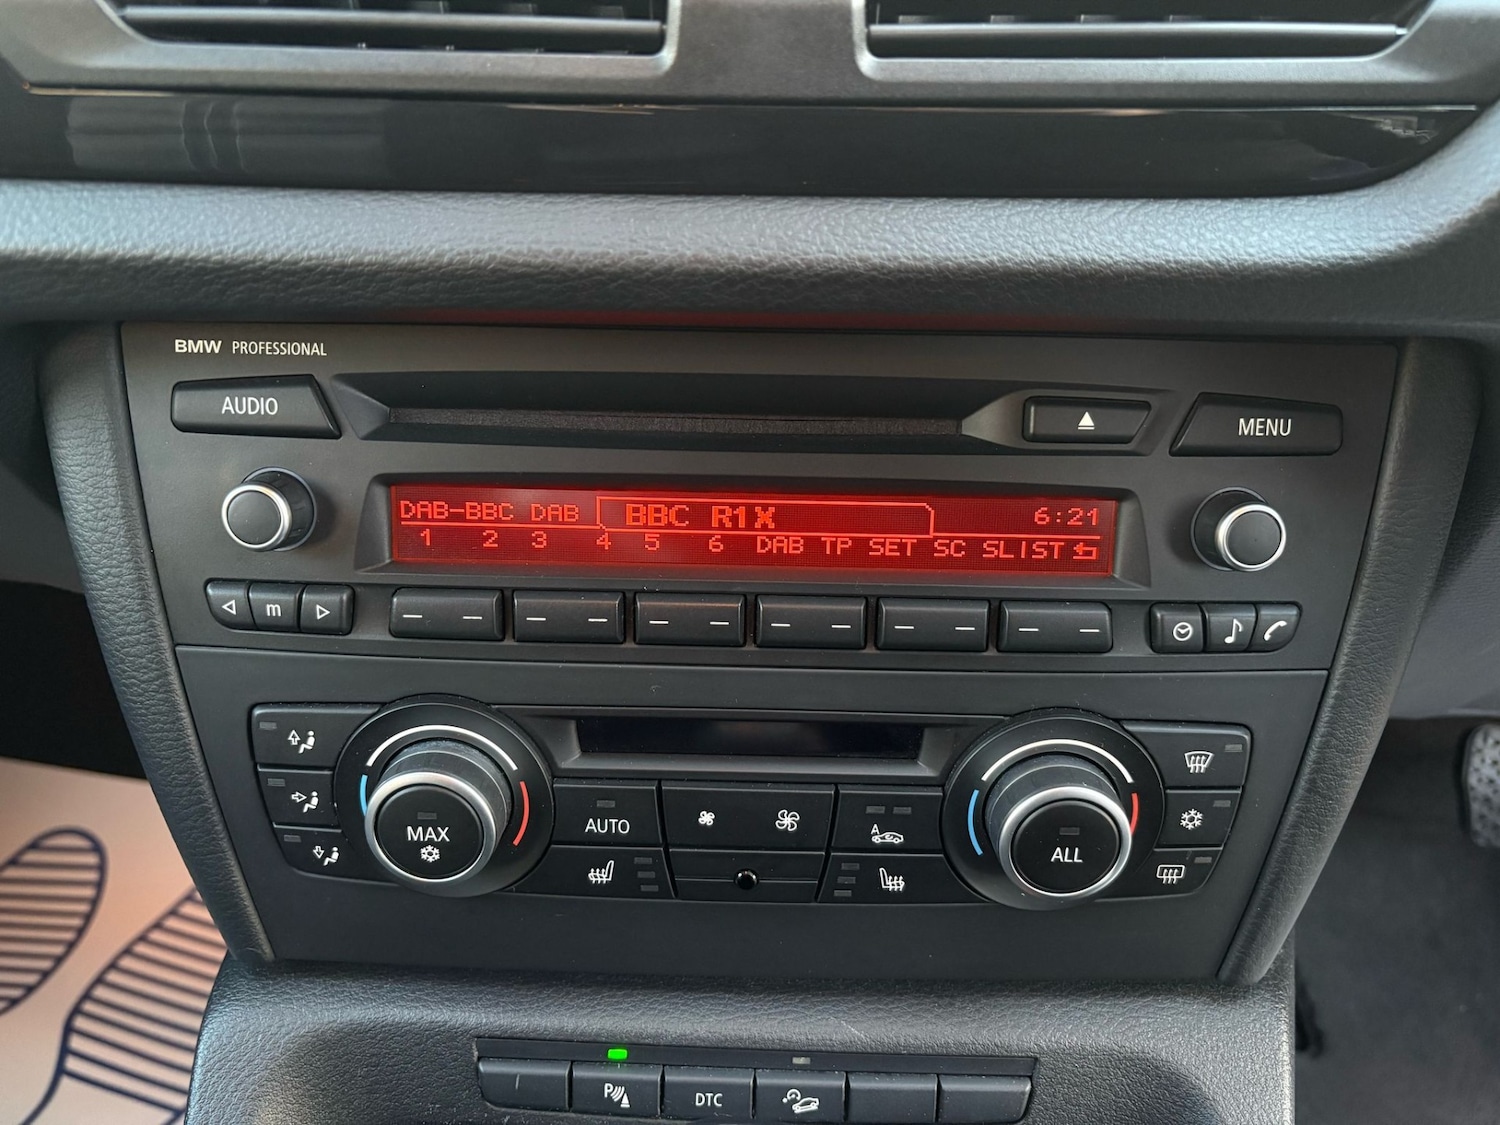 BMW PROFESSIONAL
AUDIO
MENU
DAB-BBC DAB BBC R1X 6:21
1 2 3 4 5 6 DAB TP SET SC SLIST
m
MAX
AUTO
A
ALL
P
DTC